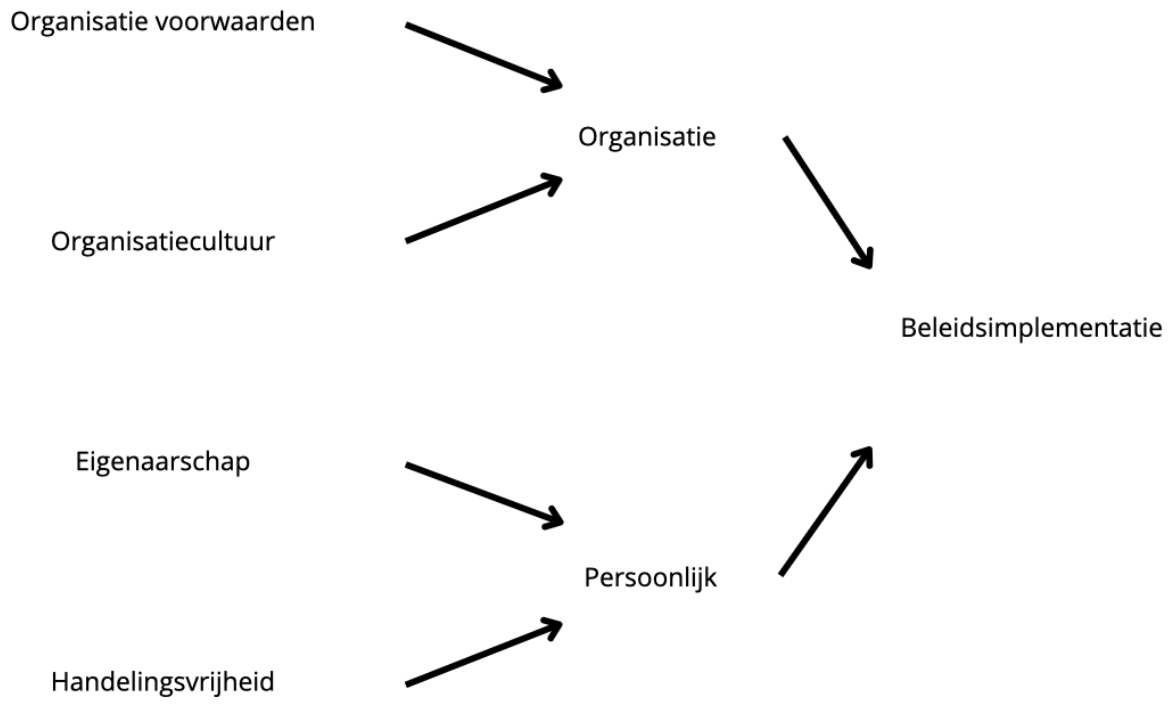 Organisatie voorwaarden
Organisatie
Organisatiecultuur
Beleidsimplementatie
Eigenaarschap
Persoonlijk
Handelingsvrijheid